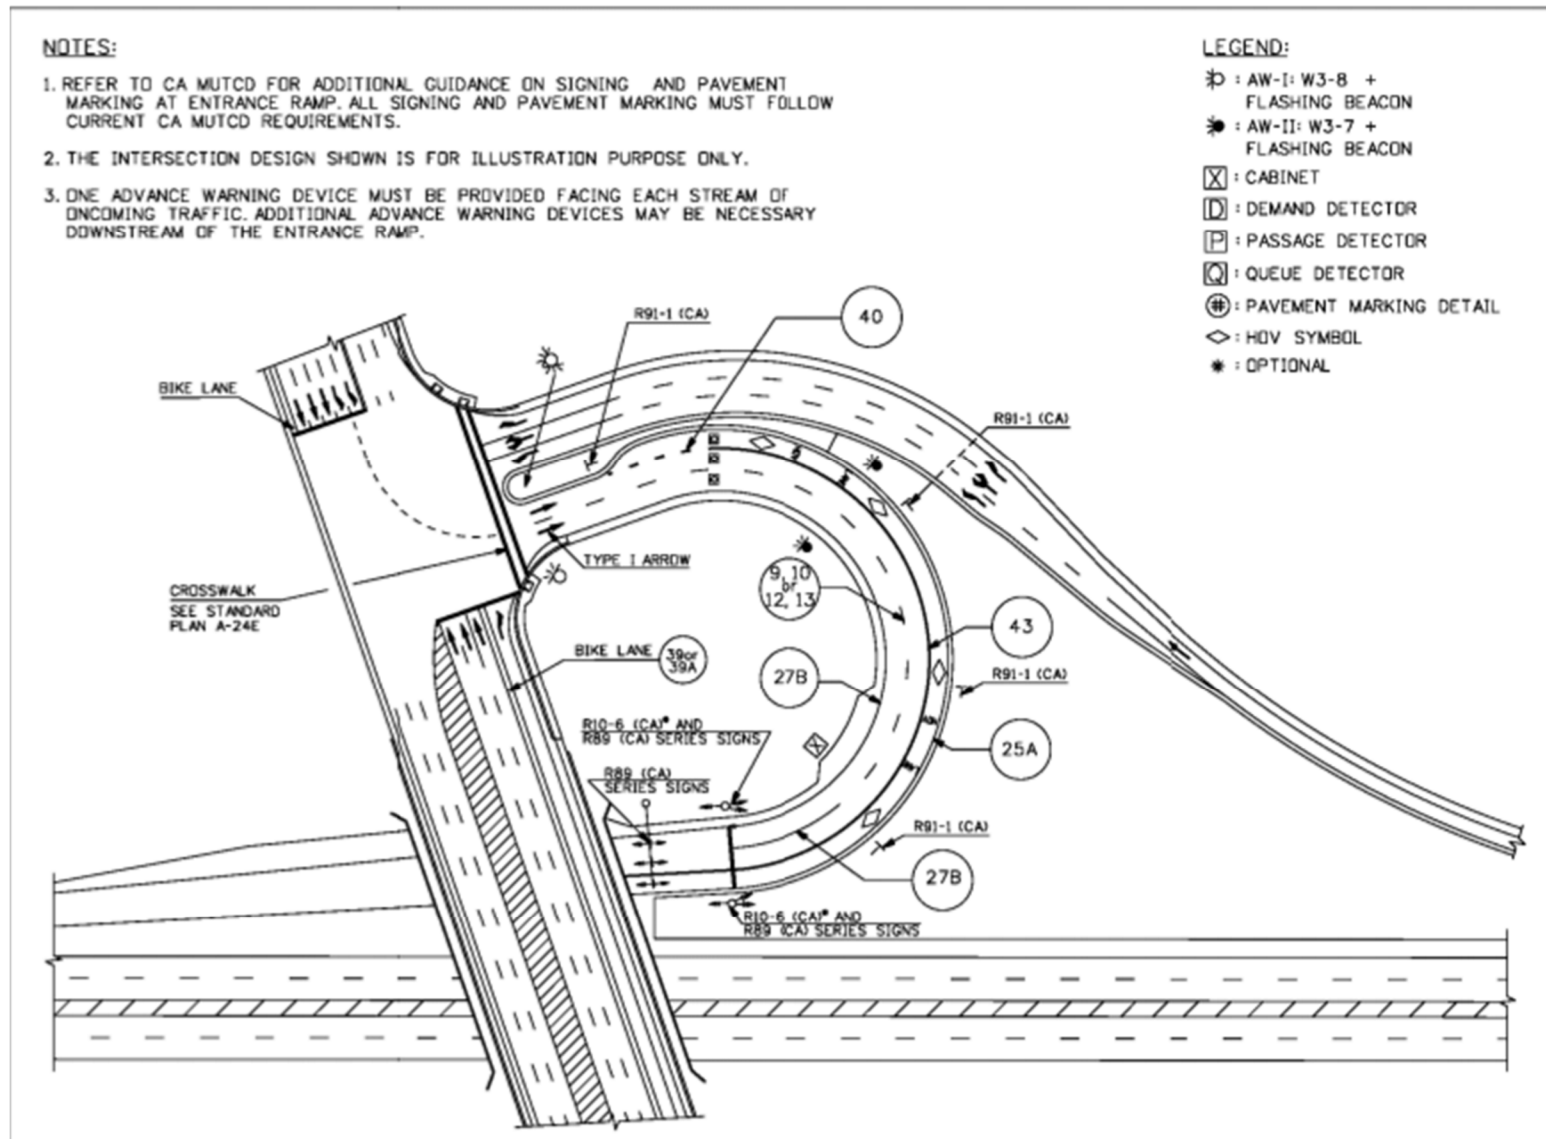 NOTES:
1. REFER TO CA MUTCD FOR ADDITIONAL GUIDANCE ON SIGNING AND PAVEMENT
MARKING AT ENTRANCE RAMP. ALL SIGNING AND PAVEMENT MARKING MUST FOLLOW
CURRENT CA MUTCD REQUIREMENTS.
2. THE INTERSECTION DESIGN SHOWN IS FOR ILLUSTRATION PURPOSE ONLY.
3. ONE ADVANCE WARNING DEVICE MUST BE PROVIDED FACING EACH STREAM OF
ONCOMING TRAFFIC. ADDITIONAL ADVANCE WARNING DEVICES MAY BE NECESSARY
DOWNSTREAM OF THE ENTRANCE RAMP.
LEGEND:
: AW-I: W3-8 +
FLASHING BEACON
: AW-II: W3-7 +
FLASHING BEACON
X : CABINET
D : DEMAND DETECTOR
P : PASSAGE DETECTOR
Q : QUEUE DETECTOR
# : PAVEMENT MARKING DETAIL
: HOV SYMBOL
* : OPTIONAL
R91-1 (CA)
40
BIKE LANE
R91-1 (CA)
TYPE I ARROW
CROSSWALK
SEE STANDARD
PLAN A-24E
9, 10
or
12, 13
43
BIKE LANE
39or
39A
27B
R91-1 (CA)
R10-6 (CA)* AND
R89 (CA) SERIES SIGNS
25A
R89 (CA)
SERIES SIGNS
R91-1 (CA)
27B
R10-6 (CA)* AND
R89 (CA) SERIES SIGNS